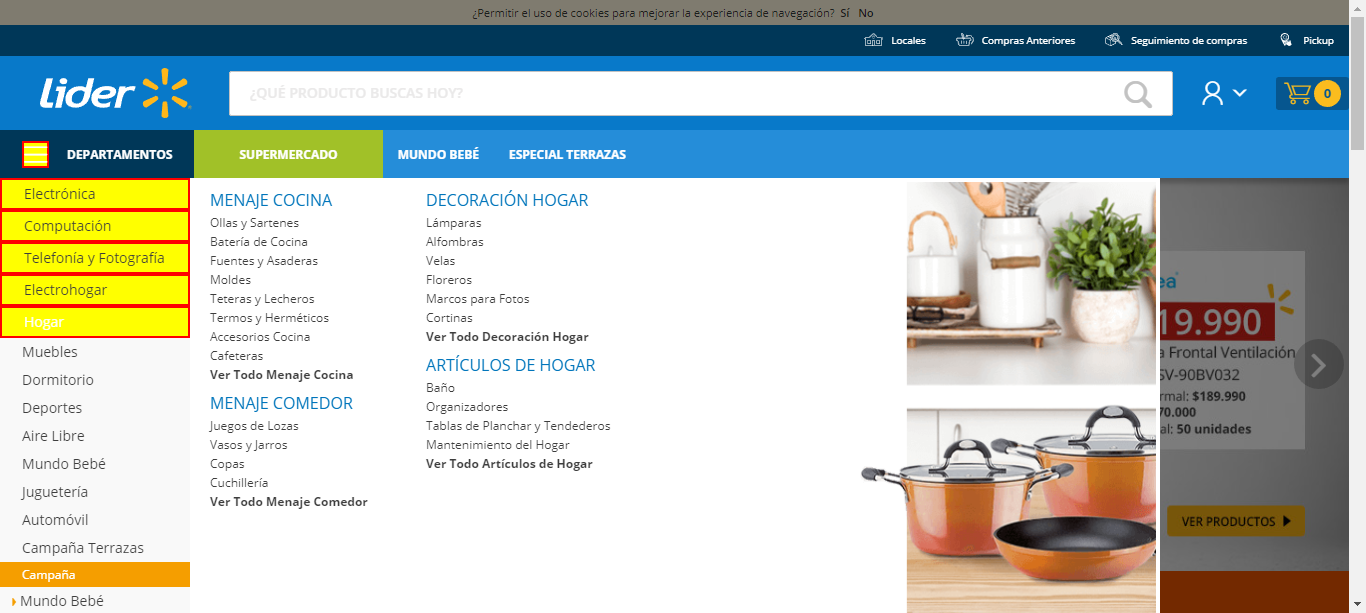 ¿Permitir el uso de cookies para mejorar la experiencia de navegación? Sí No
Locales Compras Anteriores Seguimiento de compras Pickup
lider ¿QUÉ PRODUCTO BUSCAS HOY? 0
DEPARTAMENTOS SUPERMERCADO MUNDO BEBÉ ESPECIAL TERRAZAS
Electrónica
Computación
Telefonía y Fotografía
Electrohogar
Hogar
Muebles
Dormitorio
Deportes
Aire Libre
Mundo Bebé
Juguetería
Automóvil
Campaña Terrazas
Campaña
Mundo Bebé
MENAJE COCINA
Ollas y Sartenes
Batería de Cocina
Fuentes y Asaderas
Moldes
Teteras y Lecheros
Termos y Herméticos
Accesorios Cocina
Cafeteras
Ver Todo Menaje Cocina
MENAJE COMEDOR
Juegos de Lozas
Vasos y Jarros
Copas
Cuchillería
Ver Todo Menaje Comedor
DECORACIÓN HOGAR
Lámparas
Alfombras
Velas
Floreros
Marcos para Fotos
Cortinas
Ver Todo Decoración Hogar
ARTÍCULOS DE HOGAR
Baño
Organizadores
Tablas de Planchar y Tendederos
Mantenimiento del Hogar
Ver Todo Artículos de Hogar
ea
19.990
a Frontal Ventilación
SV-90BV032
rmal: $189.990
70.000
al: 50 unidades
VER PRODUCTOS